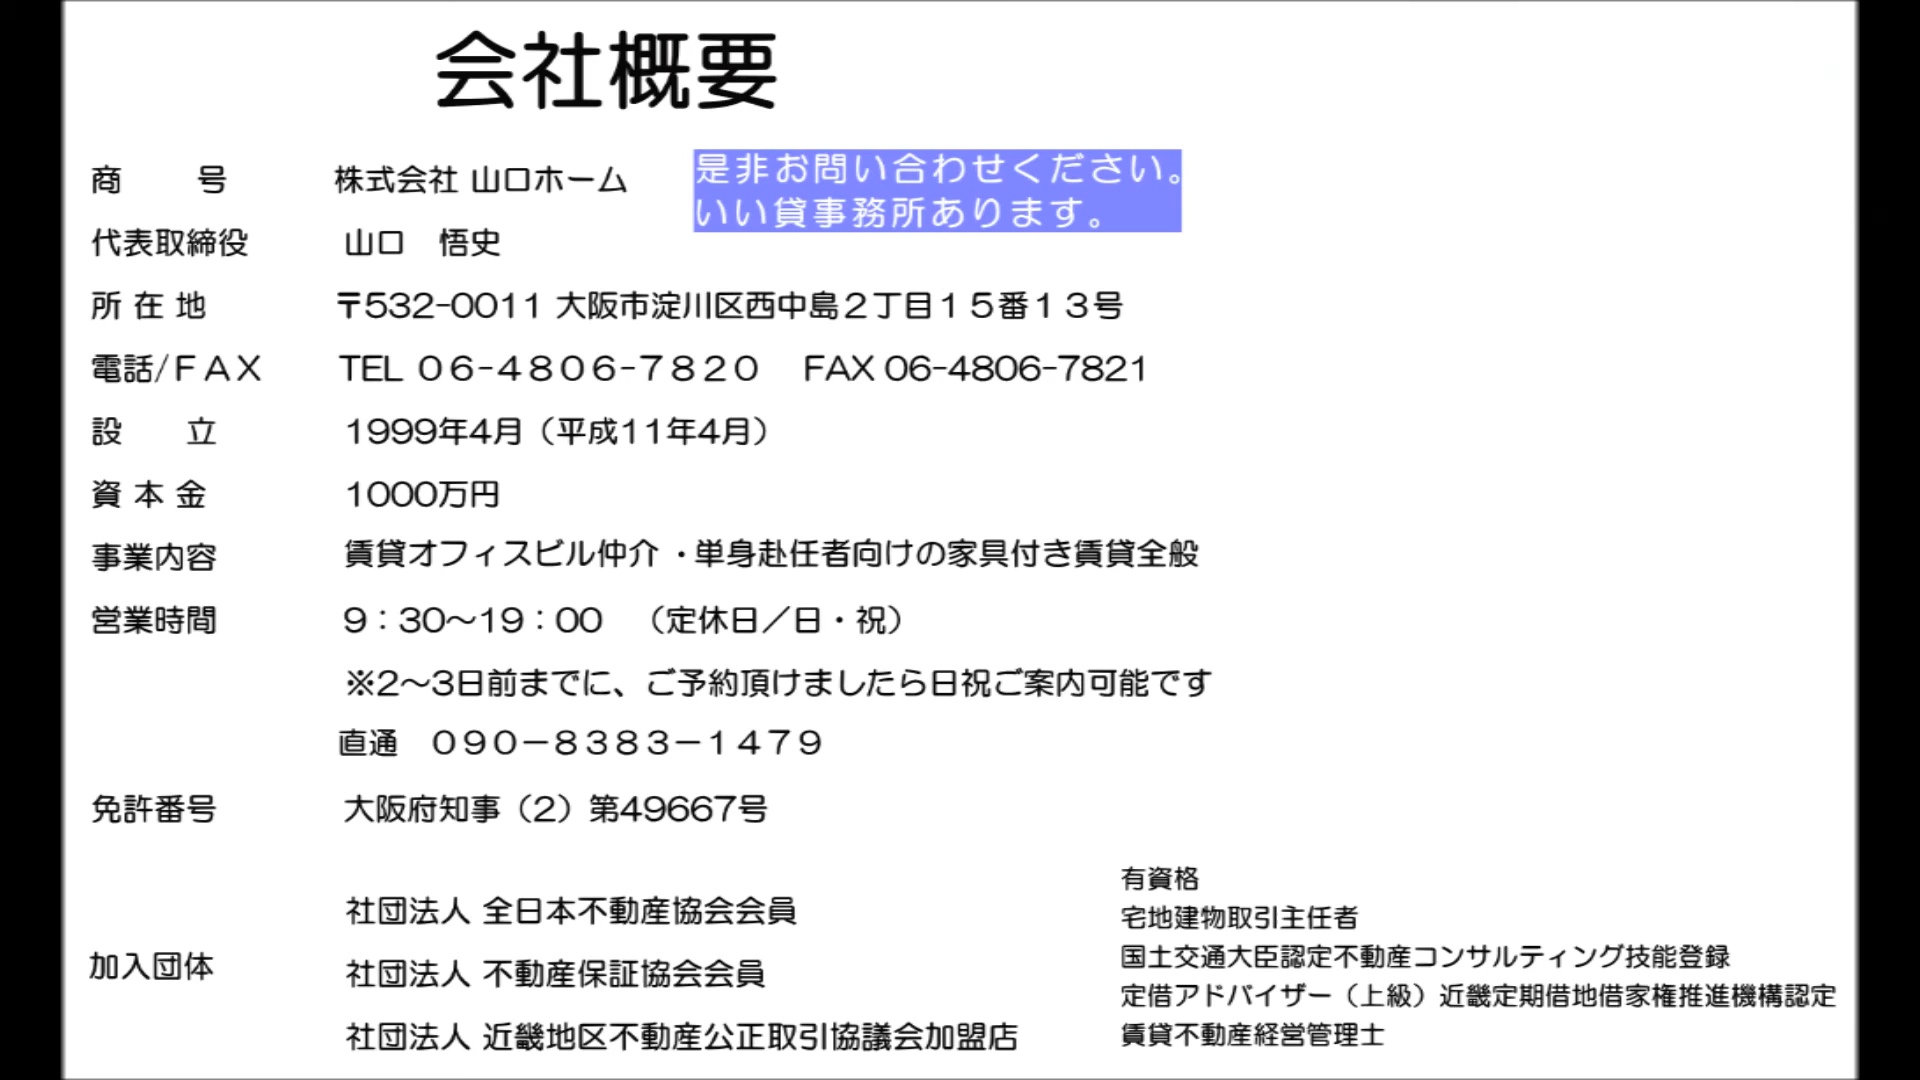 会社概要
商　　号　株式会社 山口ホーム
是非お問い合わせください。
いい貸事務所あります。
代表取締役　山口　悟史
所 在 地　〒532-0011 大阪市淀川区西中島２丁目１５番１３号
電話/ＦＡＸ　TEL ０６-４８０６-７８２０　FAX 06-4806-7821
設　　立　1999年4月（平成11年4月）
資 本 金　1000万円
事業内容　賃貸オフィスビル仲介 ・単身赴任者向けの家具付き賃貸全般
営業時間　9：30～19：00　（定休日／日・祝）
※2～3日前までに、ご予約頂けましたら日祝ご案内可能です
直通　０９０－８３８３－１４７９
免許番号　大阪府知事（2）第49667号
加入団体
社団法人 全日本不動産協会会員
社団法人 不動産保証協会会員
社団法人 近畿地区不動産公正取引協議会加盟店
有資格
宅地建物取引主任者
国土交通大臣認定不動産コンサルティング技能登録
定借アドバイザー（上級）近畿定期借地借家権推進機構認定
賃貸不動産経営管理士